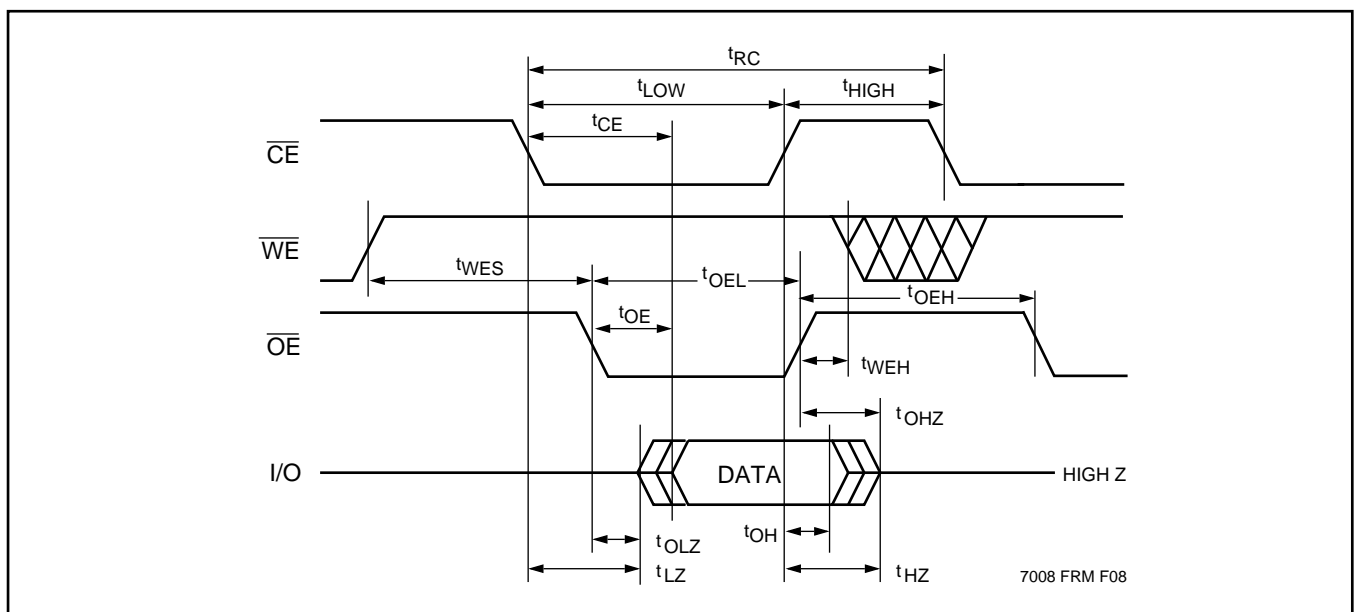 tRC
tLOW
tHIGH
tCE
CE
WE
tWES
tOEL
tOEH
tOE
OE
tWEH
tOHZ
I/O
DATA
HIGH Z
tOH
tOLZ
tLZ
tHZ
7008 FRM F08